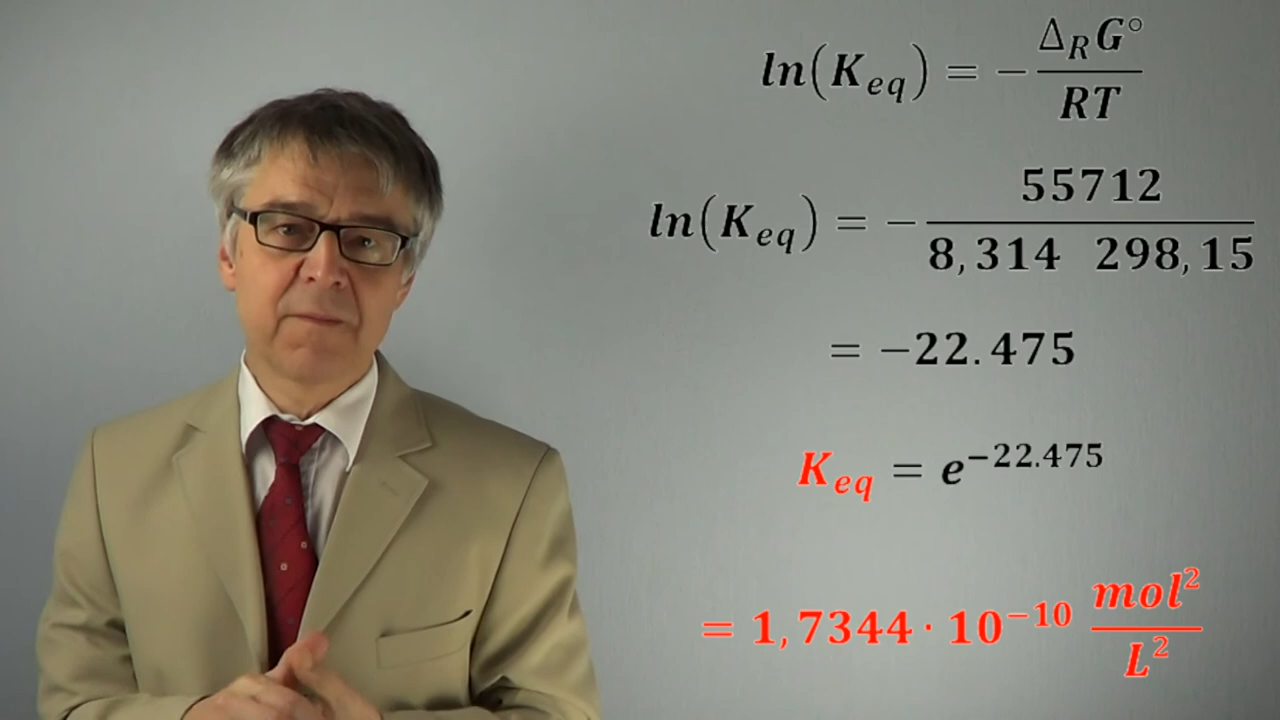 ln(K_eq) = −Δ_R G° / RT
ln(K_eq) = −55712 / 8,314 298,15
= −22.475
K_eq = e^−22.475
= 1,7344 · 10^−10 mol² / L²